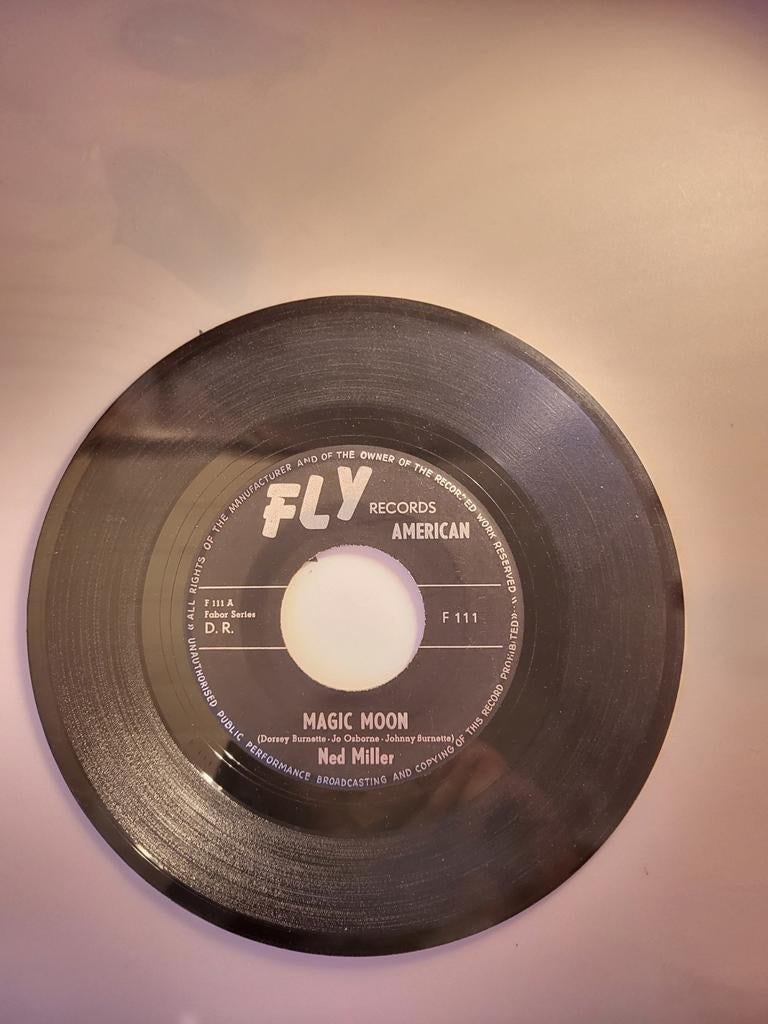 « ALL RIGHTS OF THE MANUFACTURER AND OF THE OWNER OF THE RECORDED WORK RESERVED »
FLY RECORDS
AMERICAN
F 111 A
Fabor Series
D. R.
F 111
MAGIC MOON
(Dorsey Burnette - Jo Osborne - Johnny Burnette)
Ned Miller
UNAUTHORISED PUBLIC PERFORMANCE BROADCASTING AND COPYING OF THIS RECORD PROHIBITED